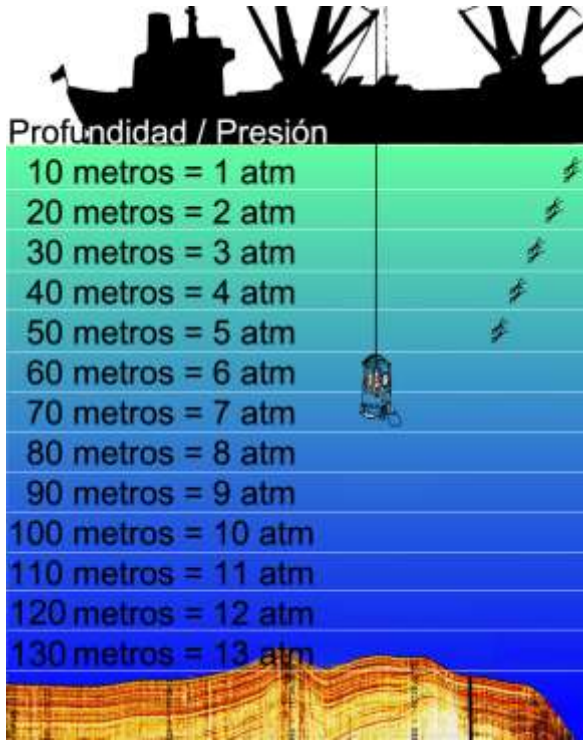 Profundidad / Presión
10 metros = 1 atm
20 metros = 2 atm
30 metros = 3 atm
40 metros = 4 atm
50 metros = 5 atm
60 metros = 6 atm
70 metros = 7 atm
80 metros = 8 atm
90 metros = 9 atm
100 metros = 10 atm
110 metros = 11 atm
120 metros = 12 atm
130 metros = 13 atm